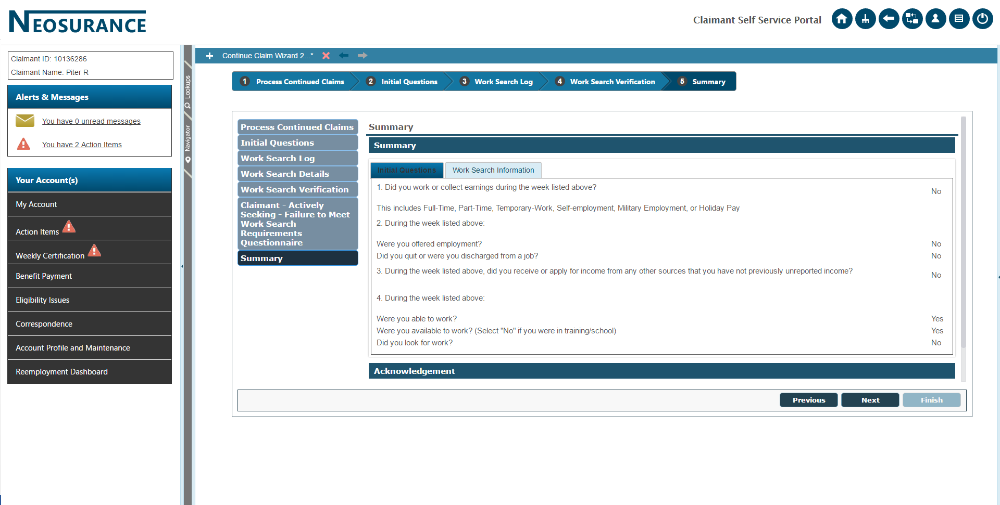 NEOSURANCE
Claimant Self Service Portal
Claimant ID: 10136286
Claimant Name: Piter R
Alerts & Messages
You have 0 unread messages
You have 2 Action Items
Your Account(s)
My Account
Action Items
Weekly Certification
Benefit Payment
Eligibility Issues
Correspondence
Account Profile and Maintenance
Reemployment Dashboard
Lookups
Navigator
Continue Claim Wizard 2...*
1 Process Continued Claims
2 Initial Questions
3 Work Search Log
4 Work Search Verification
5 Summary
Process Continued Claims
Initial Questions
Work Search Log
Work Search Details
Work Search Verification
Claimant - Actively
Seeking - Failure to Meet
Work Search
Requirements
Questionnaire
Summary
Summary
Summary
Initial Questions
Work Search Information
1. Did you work or collect earnings during the week listed above?
No
This includes Full-Time, Part-Time, Temporary-Work, Self-employment, Military Employment, or Holiday Pay
2. During the week listed above:
Were you offered employment? No
Did you quit or were you discharged from a job? No
3. During the week listed above, did you receive or apply for income from any other sources that you have not previously unreported income?
No
4. During the week listed above:
Were you able to work? Yes
Were you available to work? (Select "No" if you were in training/school) Yes
Did you look for work? No
Acknowledgement
Previous
Next
Finish